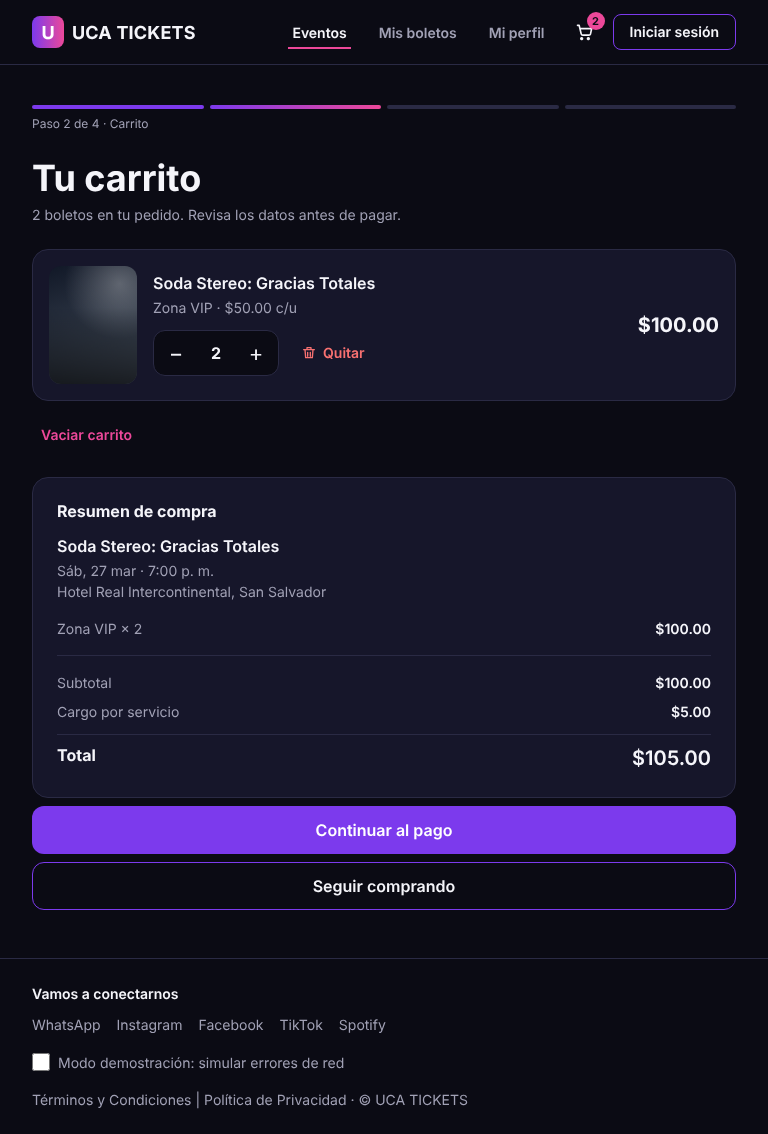 U UCA TICKETS Eventos Mis boletos Mi perfil 2 Iniciar sesión
Paso 2 de 4 · Carrito
Tu carrito
2 boletos en tu pedido. Revisa los datos antes de pagar.
Soda Stereo: Gracias Totales
Zona VIP · $50.00 c/u
$100.00
− 2 + Quitar
Vaciar carrito
Resumen de compra
Soda Stereo: Gracias Totales
Sáb, 27 mar · 7:00 p. m.
Hotel Real Intercontinental, San Salvador
Zona VIP × 2 $100.00
Subtotal $100.00
Cargo por servicio $5.00
Total $105.00
Continuar al pago
Seguir comprando
Vamos a conectarnos
WhatsApp Instagram Facebook TikTok Spotify
Modo demostración: simular errores de red
Términos y Condiciones | Política de Privacidad · © UCA TICKETS